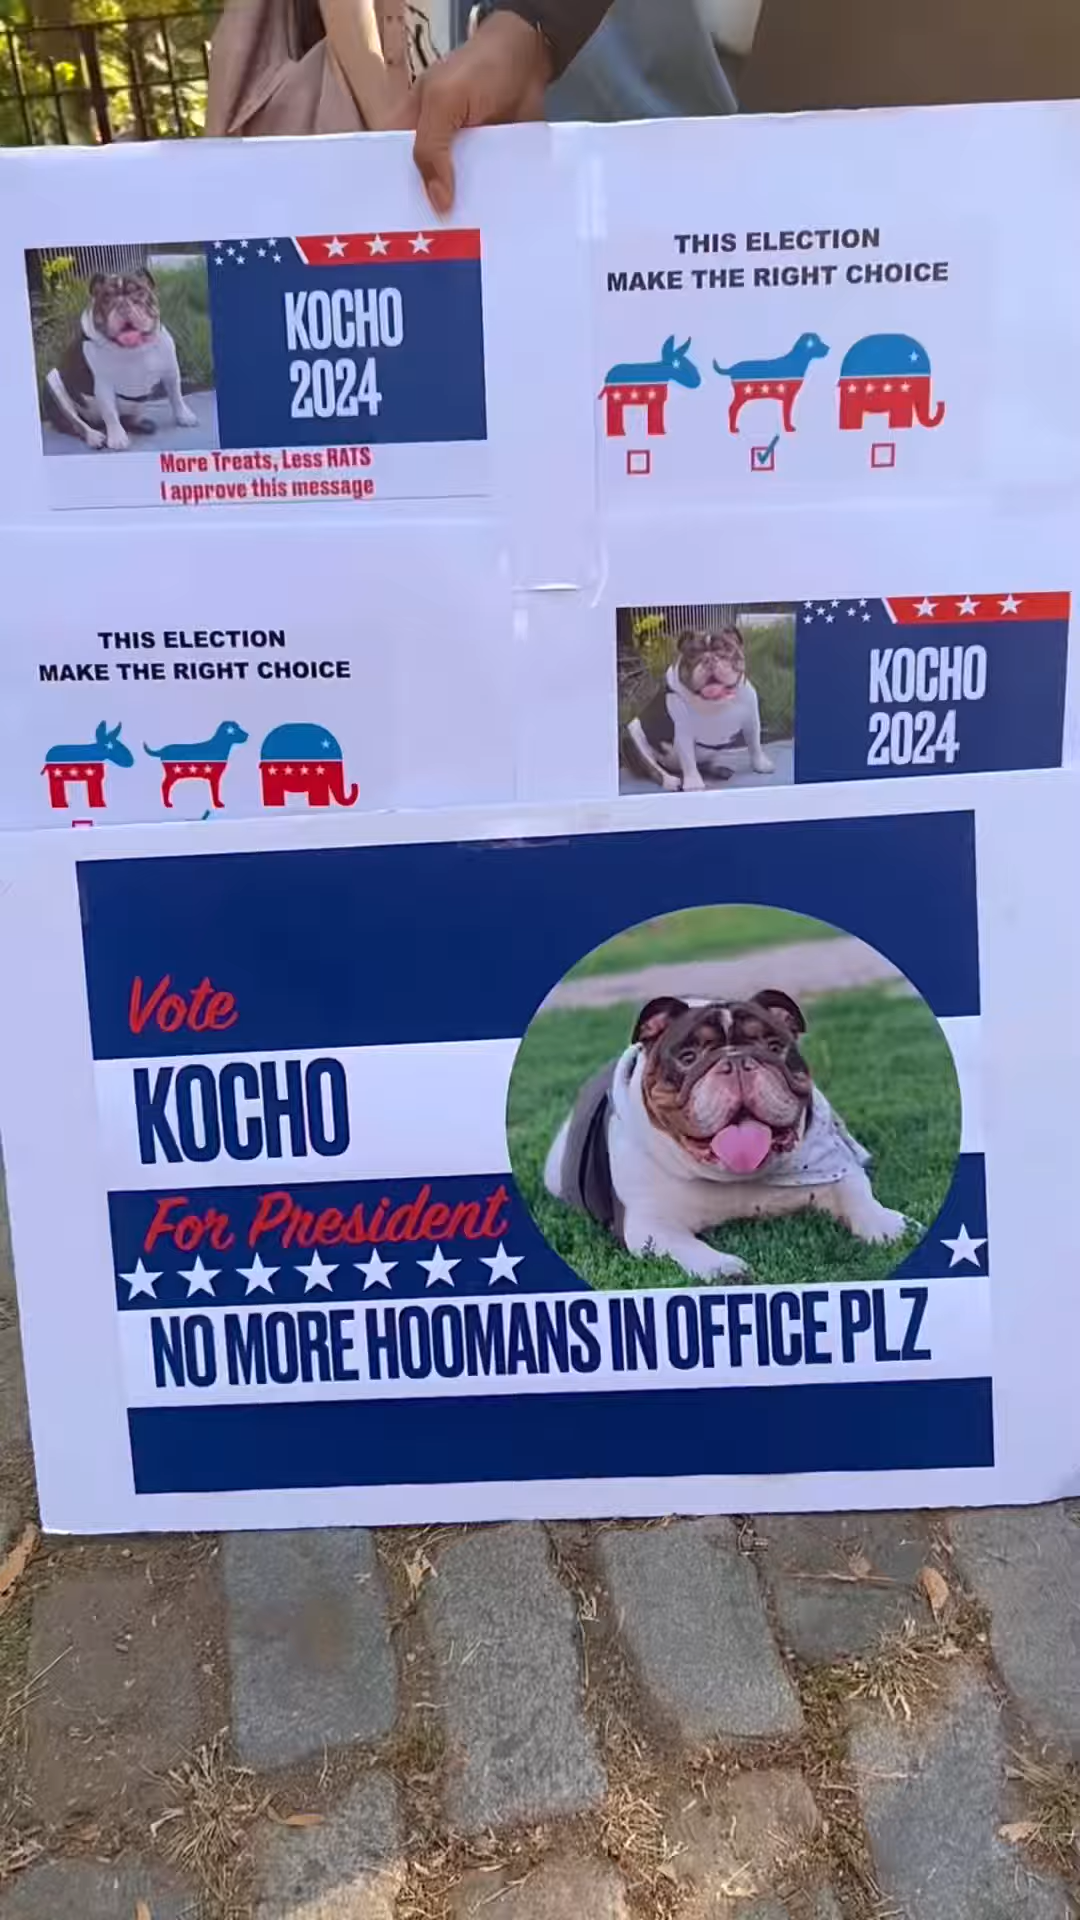 KOCHO
2024
More Treats, Less RATS
I approve this message
THIS ELECTION
MAKE THE RIGHT CHOICE
THIS ELECTION
MAKE THE RIGHT CHOICE
KOCHO
2024
Vote
KOCHO
For President
NO MORE HOOMANS IN OFFICE PLZ